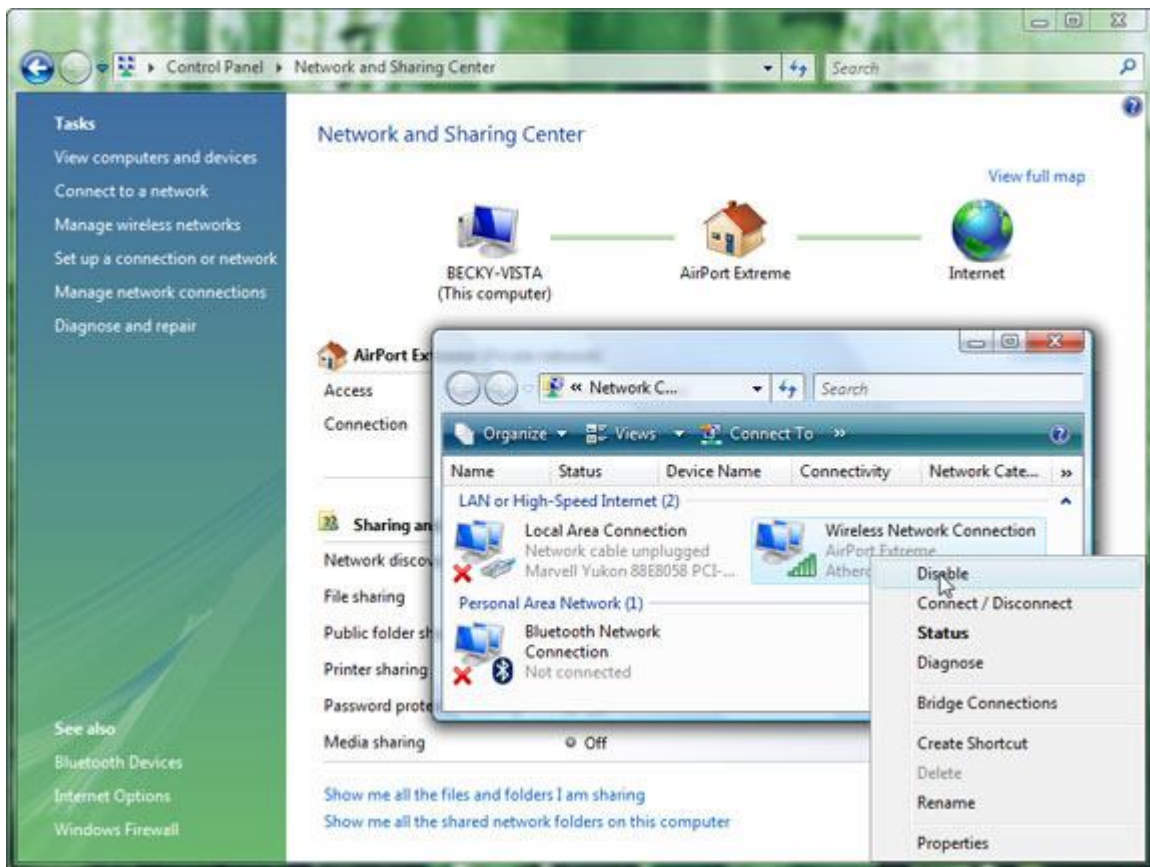 Control Panel
Network and Sharing Center
Search
Tasks
View computers and devices
Connect to a network
Manage wireless networks
Set up a connection or network
Manage network connections
Diagnose and repair
See also
Bluetooth Devices
Internet Options
Windows Firewall
Network and Sharing Center
View full map
BECKY-VISTA
(This computer)
AirPort Extreme
Internet
AirPort Ex
Access
Connection
Sharing an
Network discov
File sharing
Public folder sh
Printer sharing
Password prote
Media sharing
Off
Show me all the files and folders I am sharing
Show me all the shared network folders on this computer
« Network C...
Search
Organize
Views
Connect To »
Name Status Device Name Connectivity Network Cate... »
LAN or High-Speed Internet (2)
Local Area Connection
Network cable unplugged
Marvell Yukon 88E8058 PCI-...
Wireless Network Connection
AirPort Extreme
Athero
Personal Area Network (1)
Bluetooth Network
Connection
Not connected
Disable
Connect / Disconnect
Status
Diagnose
Bridge Connections
Create Shortcut
Delete
Rename
Properties